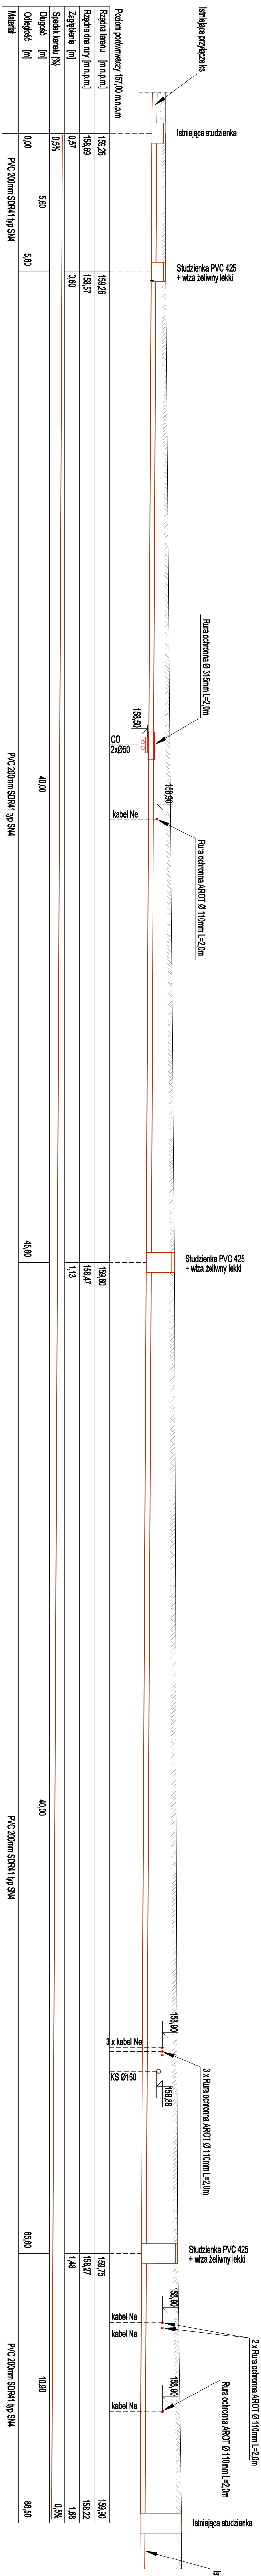 Istniejące przyłącze ks
Istniejąca studzienka
Studzienka PVC 425
+ właz żeliwny lekki
Rura ochronna Ø 315mm L=2,0m
158,50
CO
2xØ50
158,90
kabel Ne
Rura ochronna AROT Ø 110mm L=2,0m
Studzienka PVC 425
+ właz żeliwny lekki
158,90
3 x kabel Ne
3 x Rura ochronna AROT Ø 110mm L=2,0m
KS Ø160
158,88
Studzienka PVC 425
+ właz żeliwny lekki
158,90
kabel Ne
kabel Ne
2 x Rura ochronna AROT Ø 110mm L=2,0m
158,90
kabel Ne
Rura ochronna AROT Ø 110mm L=2,0m
Istniejąca studzienka
Poziom porównwaczy 157,00 m.n.p.m
Rzędna terenu [m n.p.m.] 159,26 159,26 159,60 159,75 159,90
Rzędna dna rury [m n.p.m.] 158,69 158,57 158,47 158,27 158,22
Zagłębienie [m] 0,57 0,60 1,13 1,48 1,68
Spadek kanału [%] 0,5% 0,5%
Długość [m] 5,60 40,00 40,00 10,90
Odległość [m] 0,00 5,60 45,60 85,60 86,50
Materiał PVC 200mm SDR41 typ SN4 PVC 200mm SDR41 typ SN4 PVC 200mm SDR41 typ SN4 PVC 200mm SDR41 typ SN4